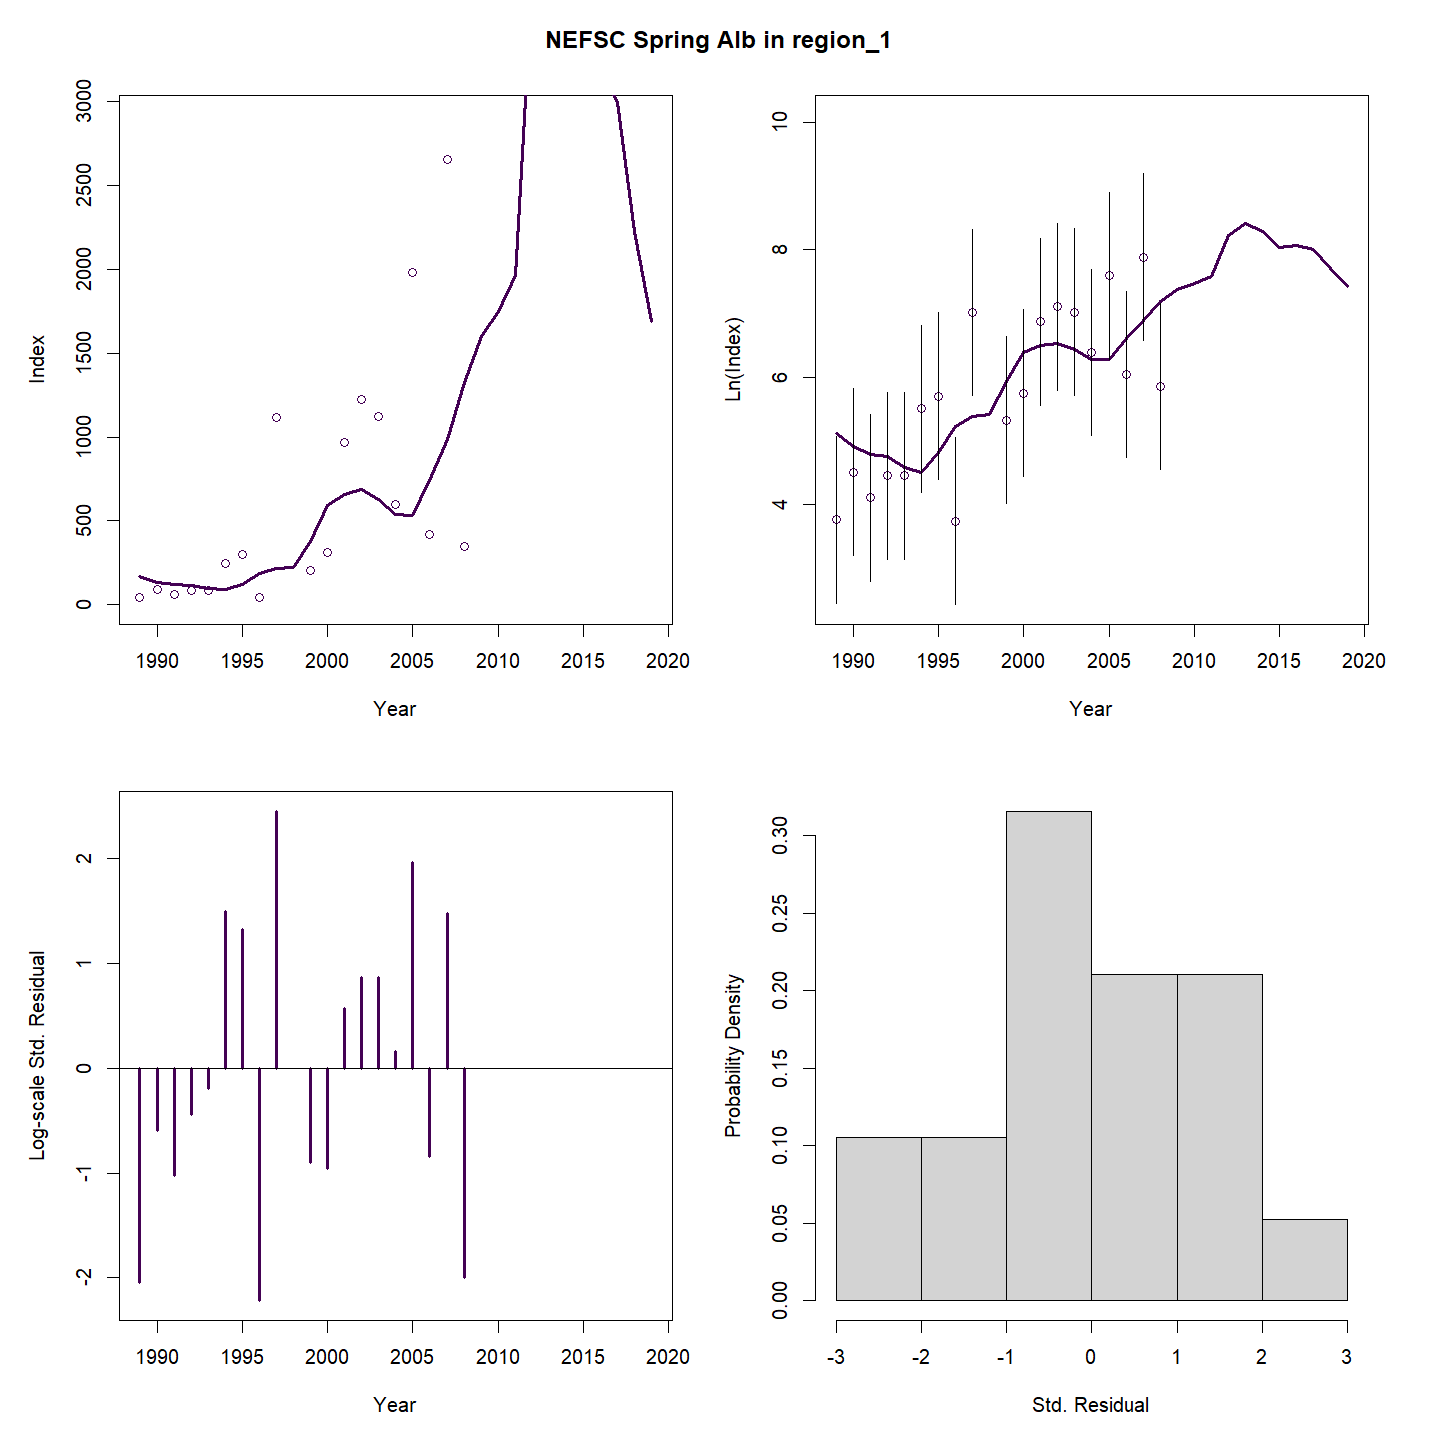 NEFSC Spring Alb in region_1
Index
3000
2500
2000
1500
1000
500
0
1990 1995 2000 2005 2010 2015 2020
Year
Ln(Index)
10
8
6
4
1990 1995 2000 2005 2010 2015 2020
Year
Log-scale Std. Residual
2
1
0
-1
-2
1990 1995 2000 2005 2010 2015 2020
Year
Probability Density
0.30
0.25
0.20
0.15
0.10
0.05
0.00
-3 -2 -1 0 1 2 3
Std. Residual